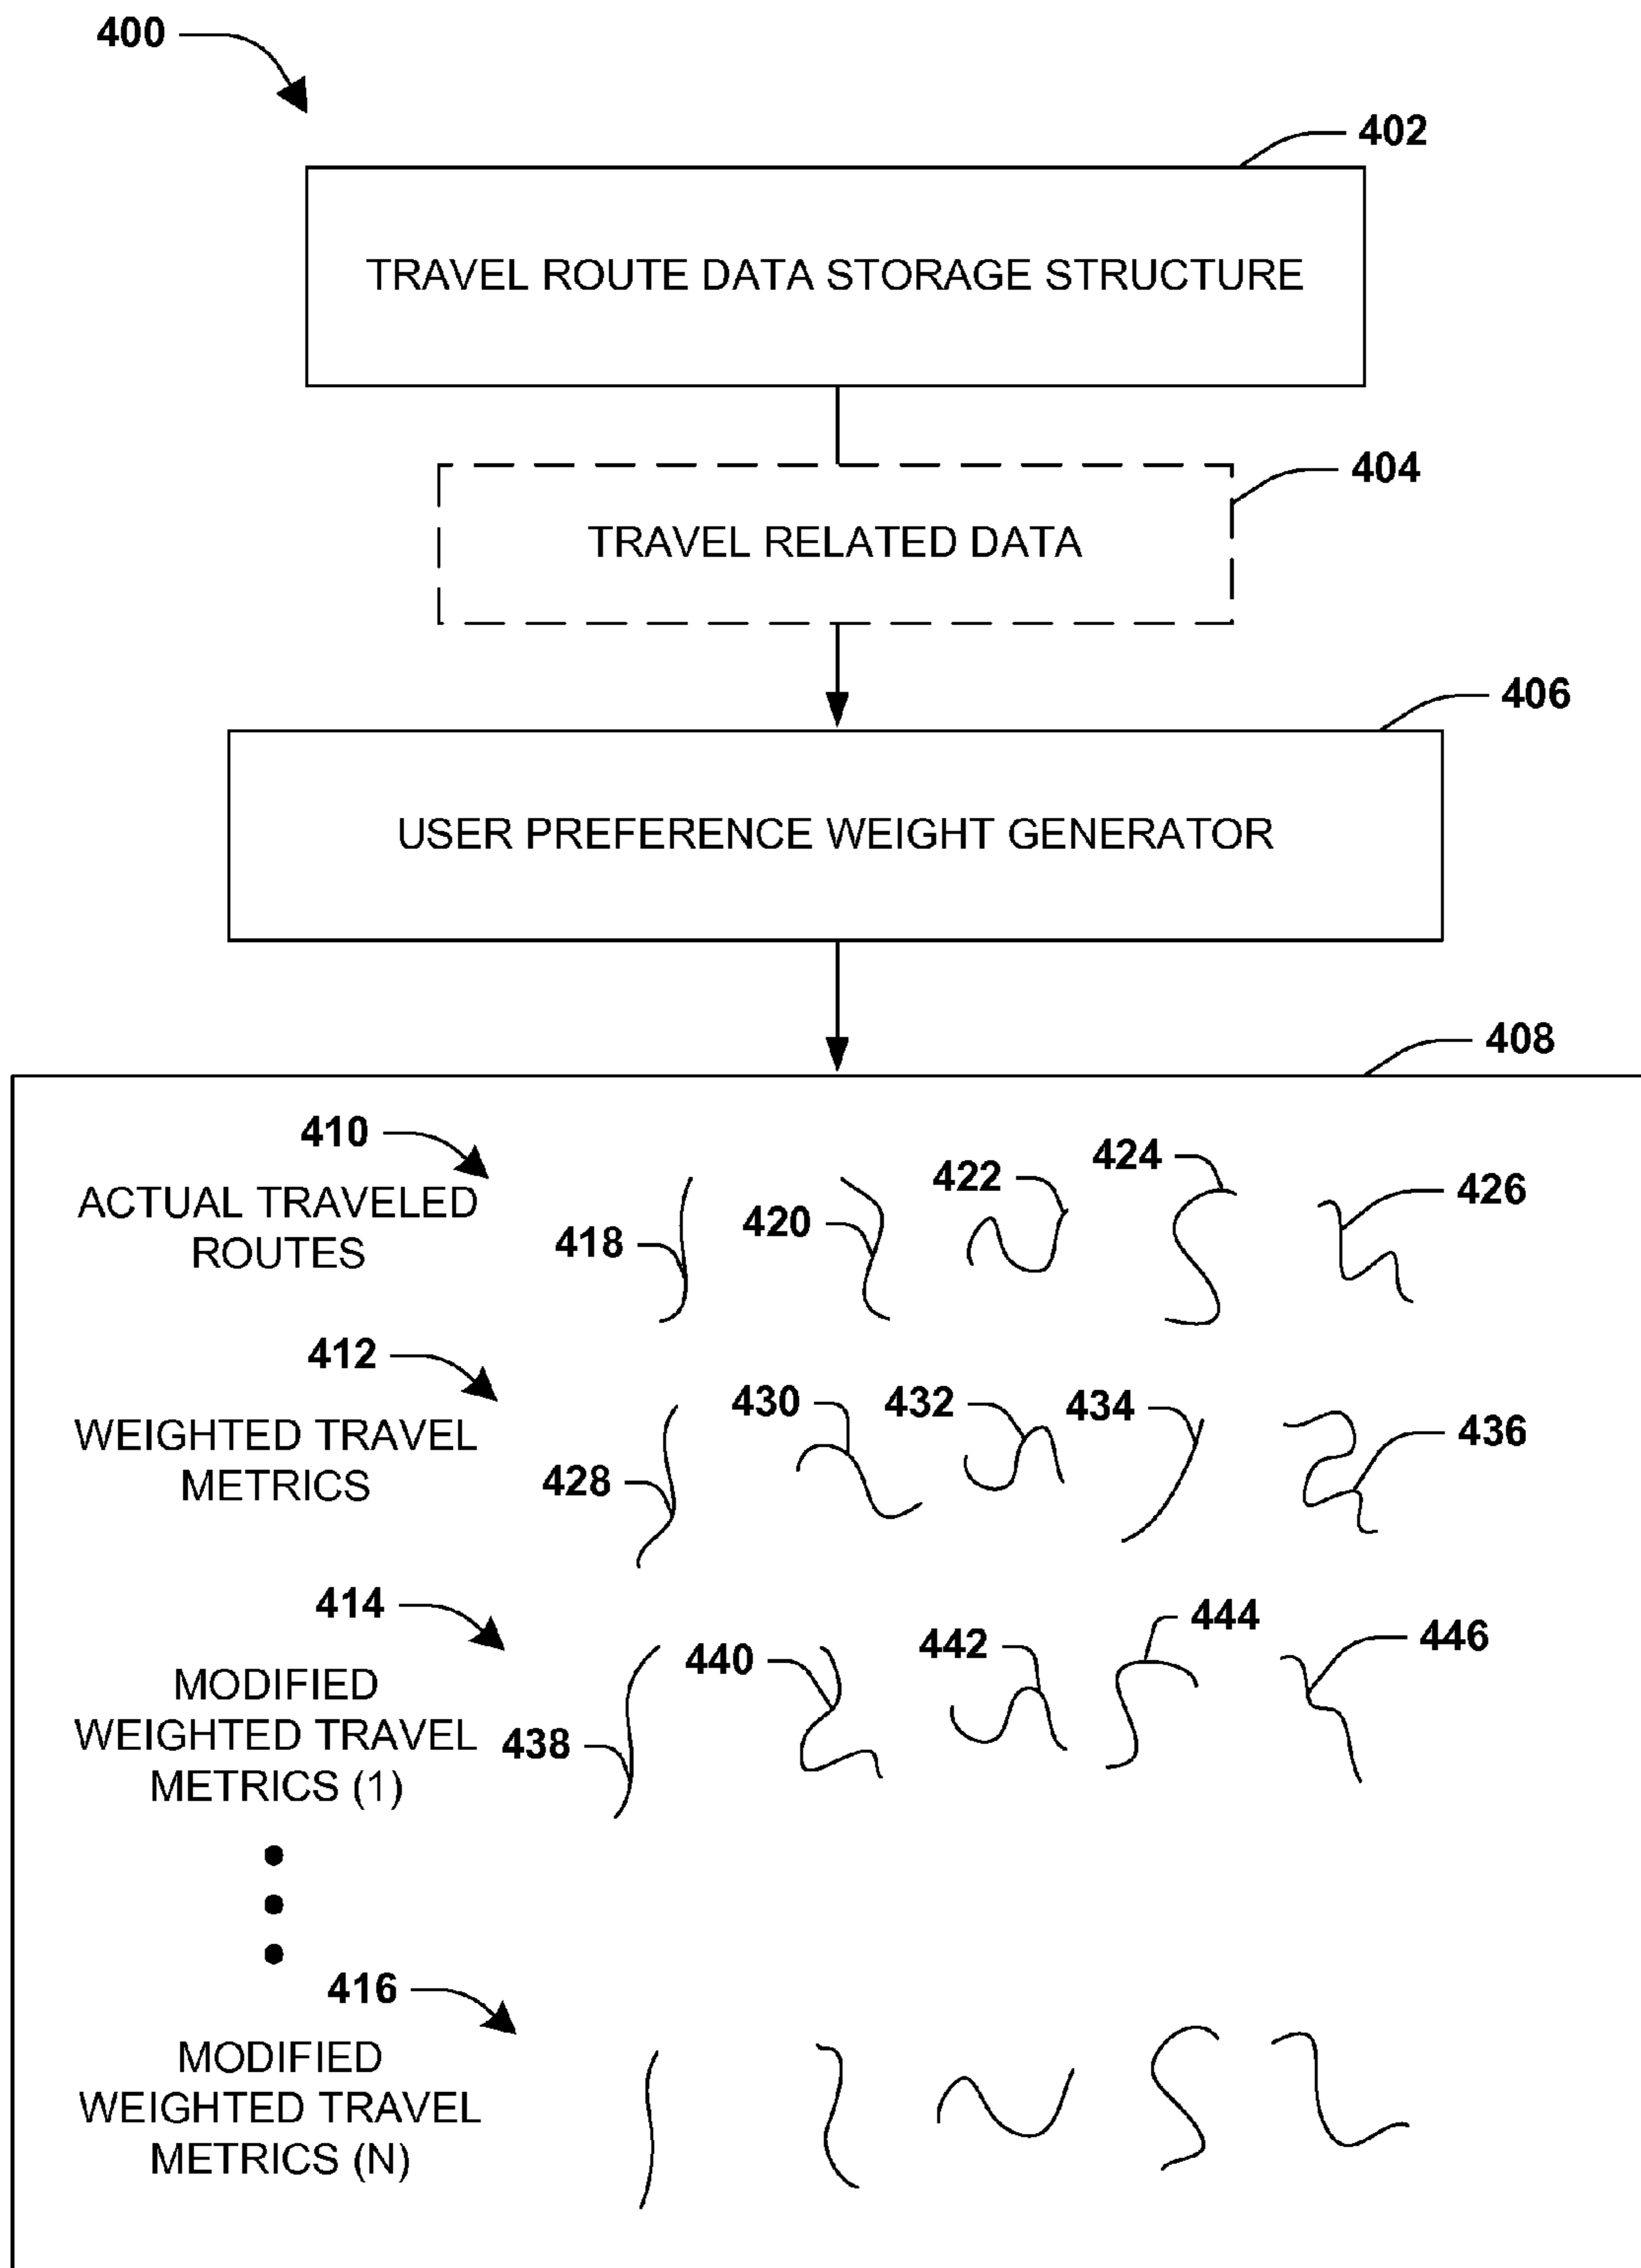 400
402
TRAVEL ROUTE DATA STORAGE STRUCTURE
404
TRAVEL RELATED DATA
406
USER PREFERENCE WEIGHT GENERATOR
408
410
ACTUAL TRAVELED
ROUTES
418
420
422
424
426
412
WEIGHTED TRAVEL
METRICS
428
430
432
434
436
414
MODIFIED
WEIGHTED TRAVEL
METRICS (1)
438
440
442
444
446
416
MODIFIED
WEIGHTED TRAVEL
METRICS (N)